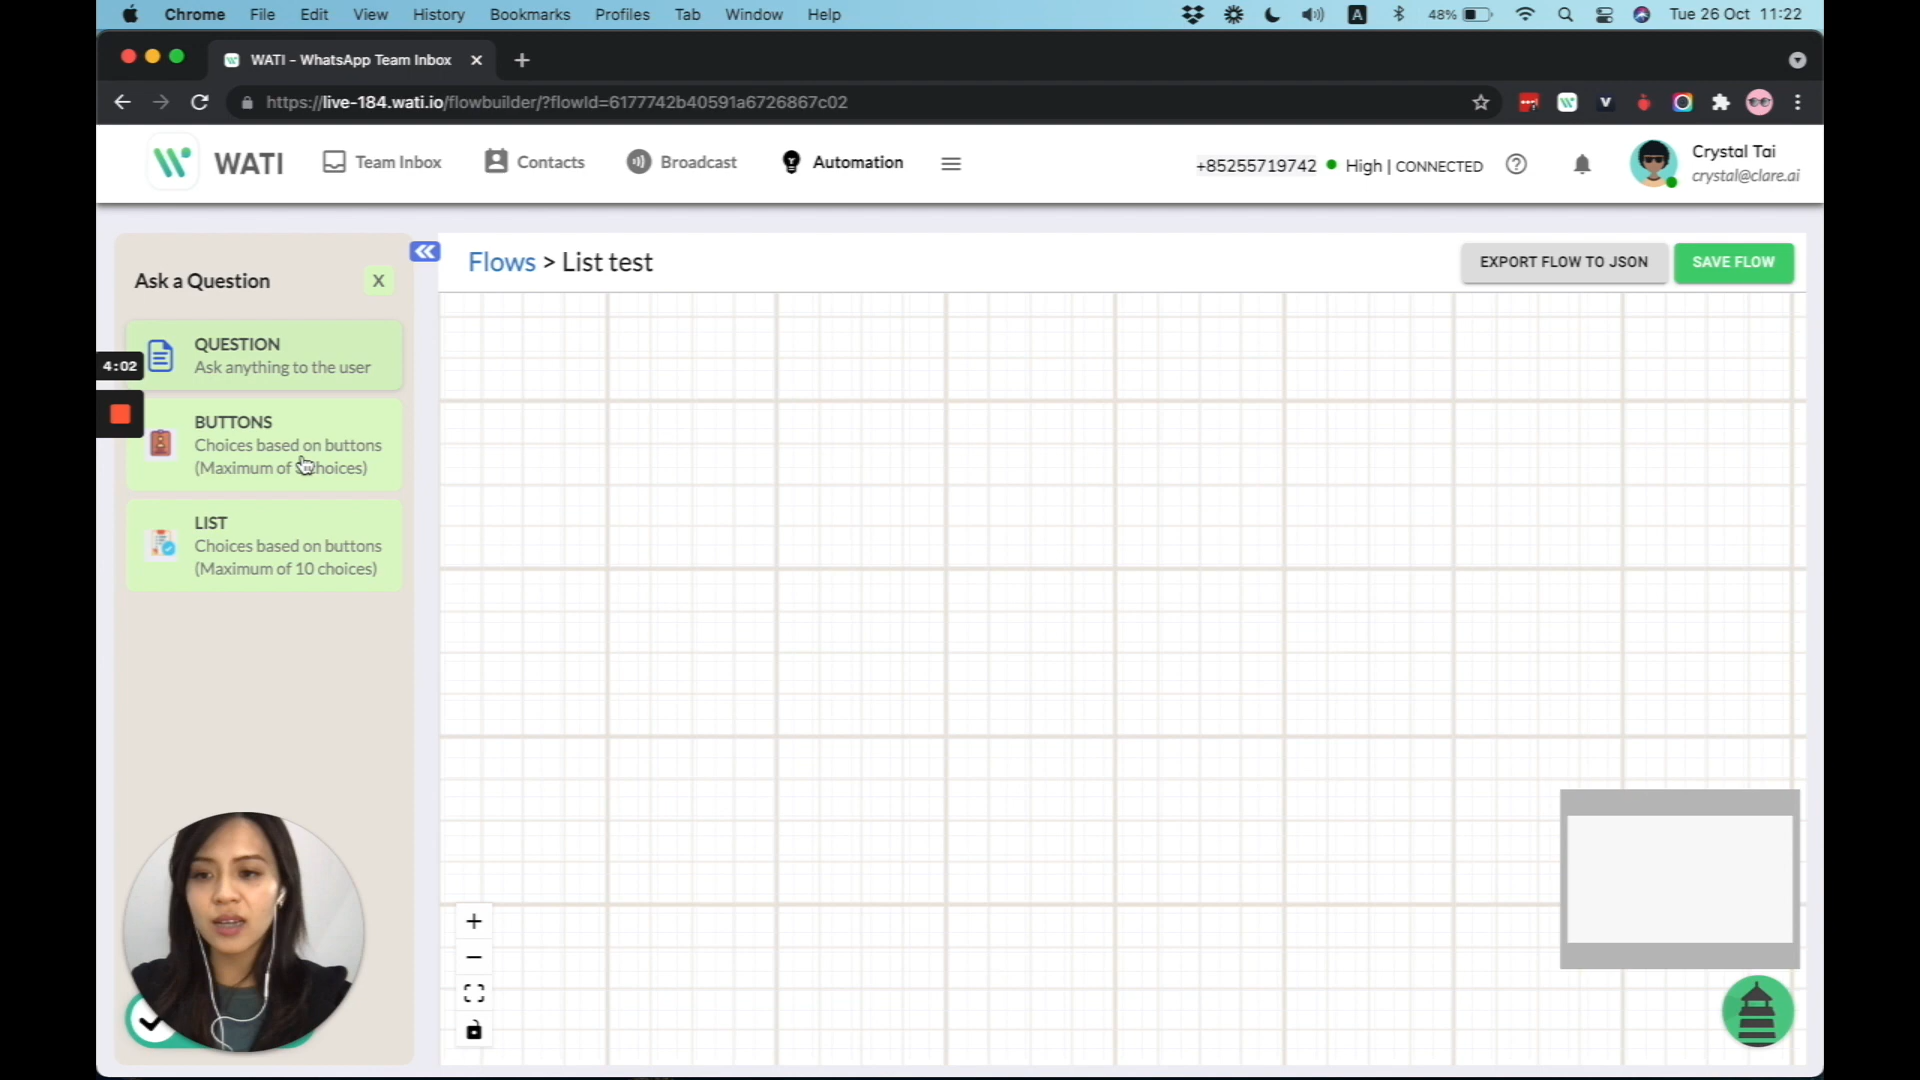 Chrome File Edit View History Bookmarks Profiles Tab Window Help
A 48% Tue 26 Oct 11:22
WATI - WhatsApp Team Inbox
https://live-184.wati.io/flowbuilder/?flowId=6177742b40591a6726867c02
WATI Team Inbox Contacts Broadcast Automation
+85255719742 High | CONNECTED
Crystal Tai
crystal@clare.ai
Ask a Question X
Flows > List test
EXPORT FLOW TO JSON SAVE FLOW
QUESTION
Ask anything to the user
4:02
BUTTONS
Choices based on buttons
(Maximum of choices)
LIST
Choices based on buttons
(Maximum of 10 choices)